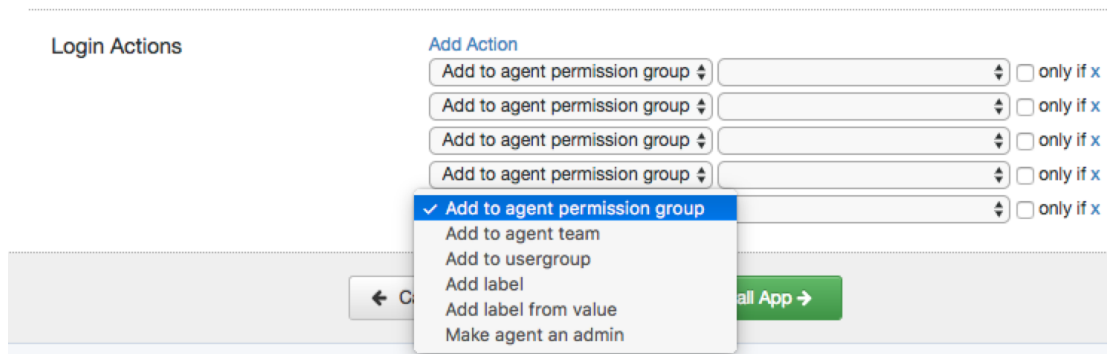 Login Actions
Add Action
Add to agent permission group only if x
Add to agent permission group only if x
Add to agent permission group only if x
Add to agent permission group only if x
✓ Add to agent permission group only if x
Add to agent team
Add to usergroup
Add label
Add label from value
Make agent an admin
App →